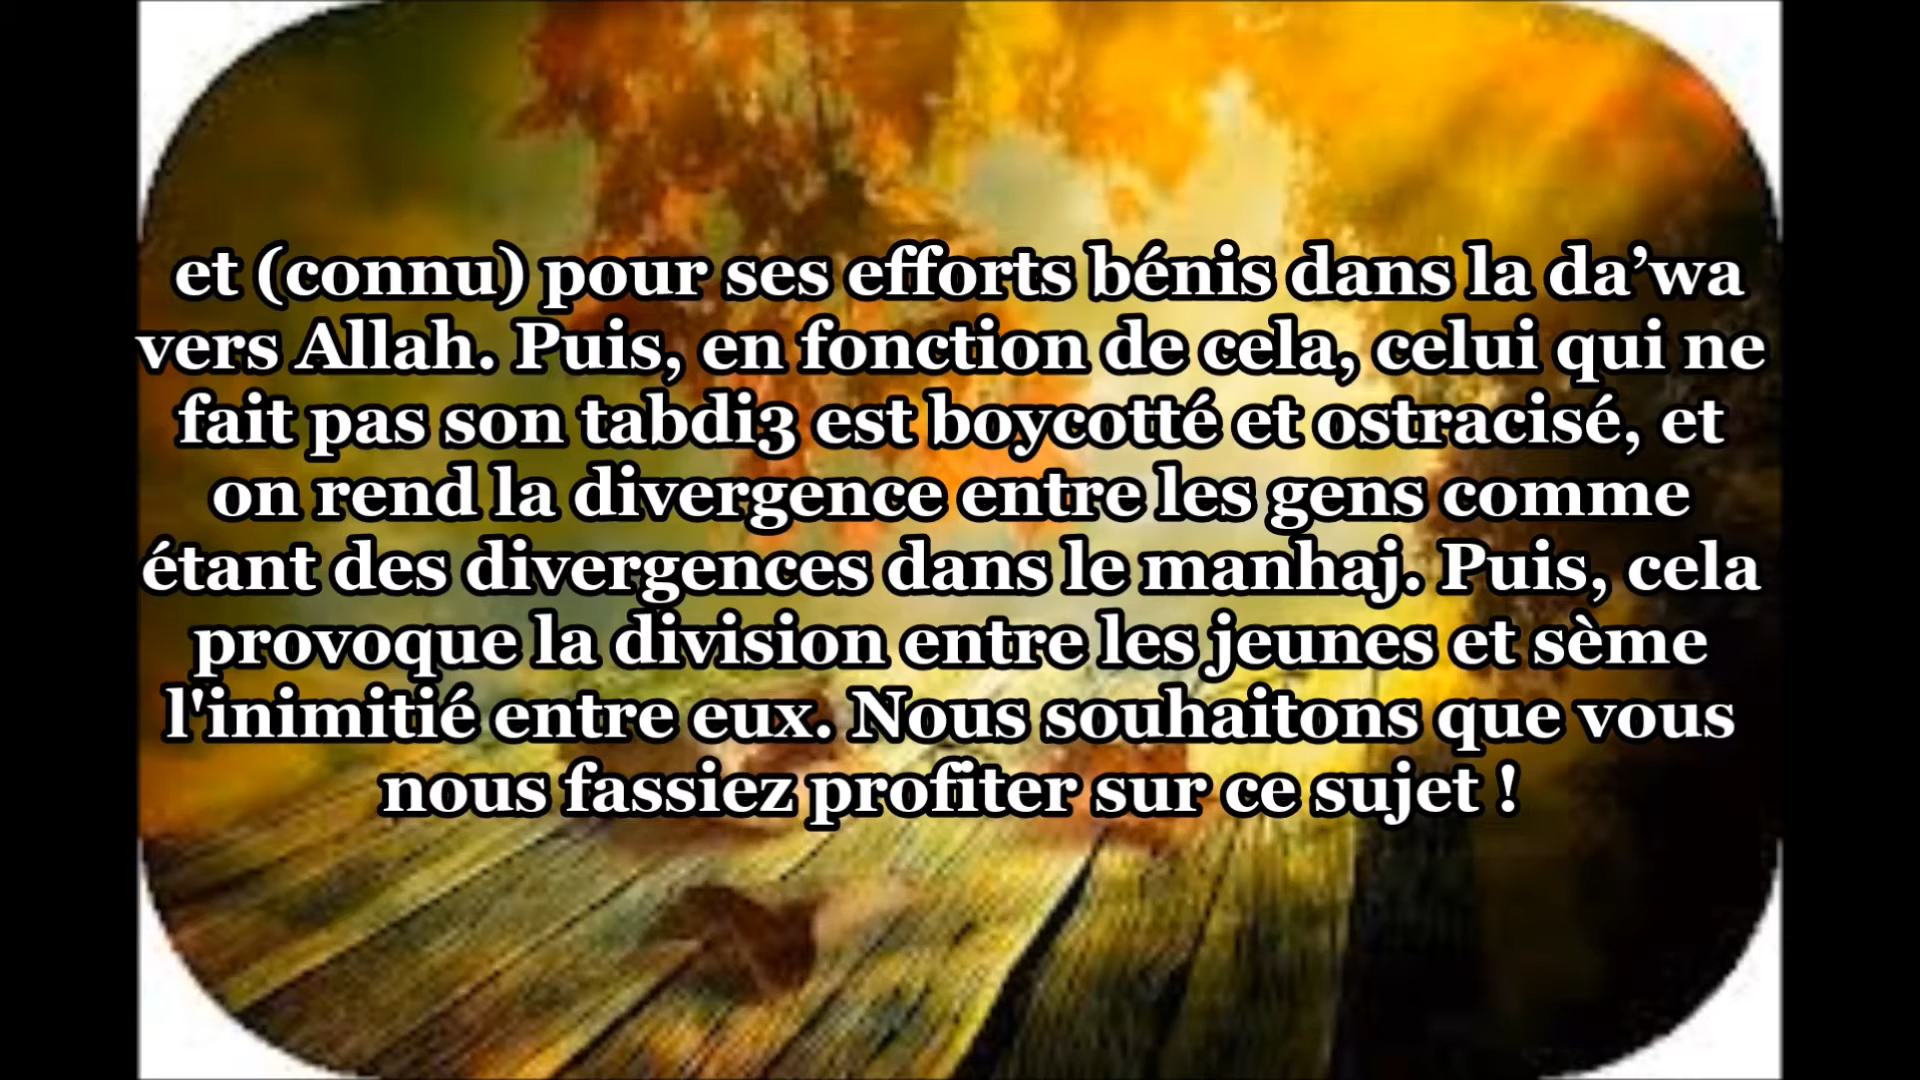 et (connu) pour ses efforts bénis dans la da’wa
vers Allah. Puis, en fonction de cela, celui qui ne
fait pas son tabdi3 est boycotté et ostracisé, et
on rend la divergence entre les gens comme
étant des divergences dans le manhaj. Puis, cela
provoque la division entre les jeunes et sème
l'inimitié entre eux. Nous souhaitons que vous
nous fassiez profiter sur ce sujet !